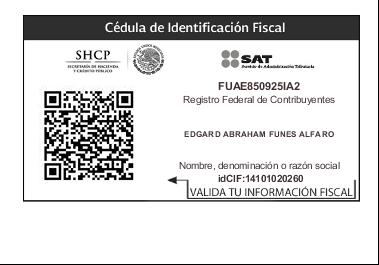 Cédula de Identificación Fiscal
SHCP
SECRETARÍA DE HACIENDA
Y CRÉDITO PÚBLICO
SAT
Servicio de Administración Tributaria
FUAE850925IA2
Registro Federal de Contribuyentes
EDGARD ABRAHAM FUNES ALFARO
Nombre, denominación o razón social
idCIF:14101020260
VALIDA TU INFORMACIÓN FISCAL